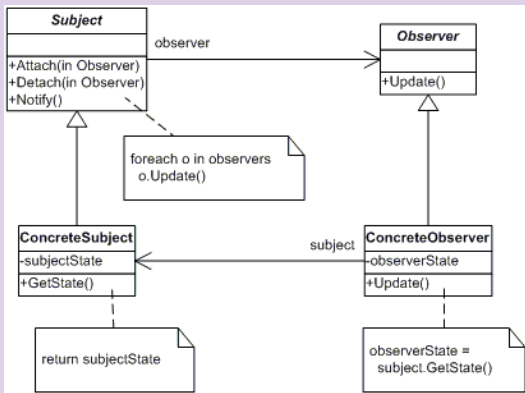 Subject
observer
Observer
+Attach(in Observer)
+Detach(in Observer)
+Notify()
+Update()
foreach o in observers
o.Update()
ConcreteSubject
-subjectState
+GetState()
subject
ConcreteObserver
-observerState
+Update()
return subjectState
observerState =
subject.GetState()